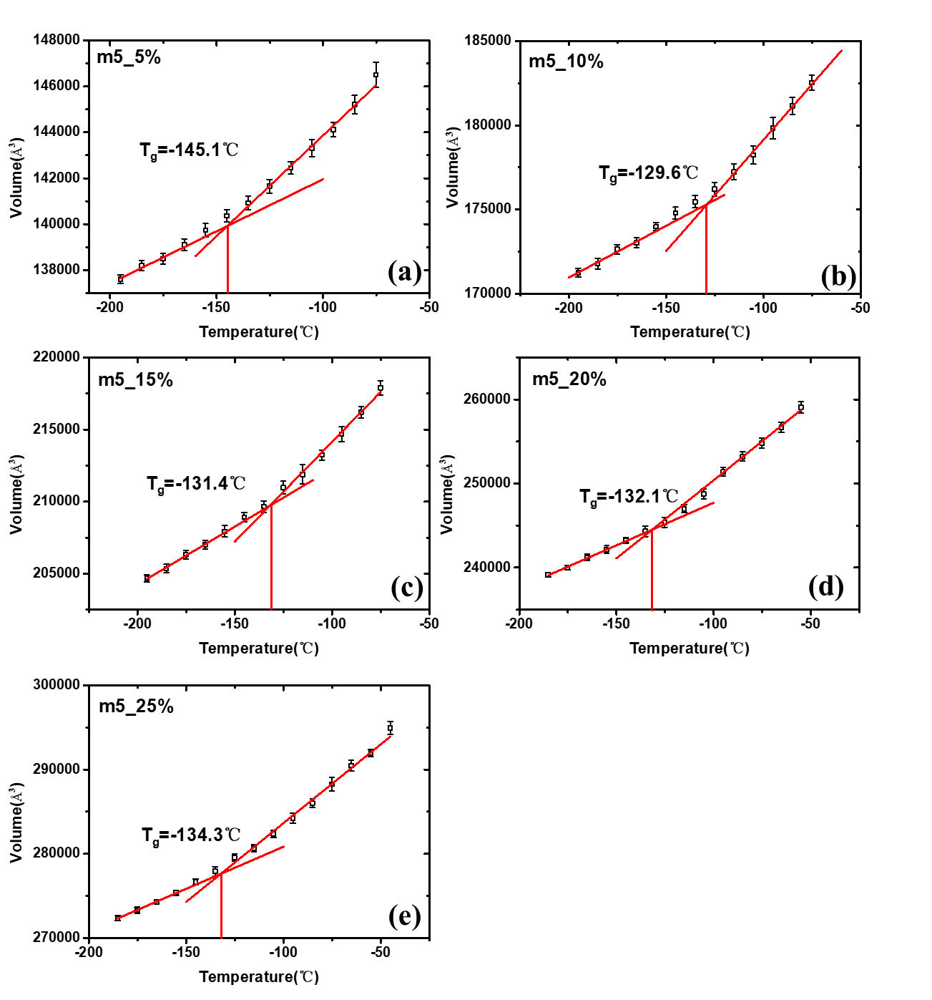 m5_5%
Tg=-145.1℃
(a)
148000
146000
144000
142000
140000
138000
-200
-150
-100
-50
Volume(Å³)
Temperature(℃)
m5_10%
Tg=-129.6℃
(b)
185000
180000
175000
170000
-200
-150
-100
-50
Volume(Å³)
Temperature(℃)
m5_15%
Tg=-131.4℃
(c)
220000
215000
210000
205000
-200
-150
-100
-50
Volume(Å³)
Temperature(℃)
m5_20%
Tg=-132.1℃
(d)
260000
250000
240000
-200
-150
-100
-50
Volume(Å³)
Temperature(℃)
m5_25%
Tg=-134.3℃
(e)
300000
290000
280000
270000
-200
-150
-100
-50
Volume(Å³)
Temperature(℃)